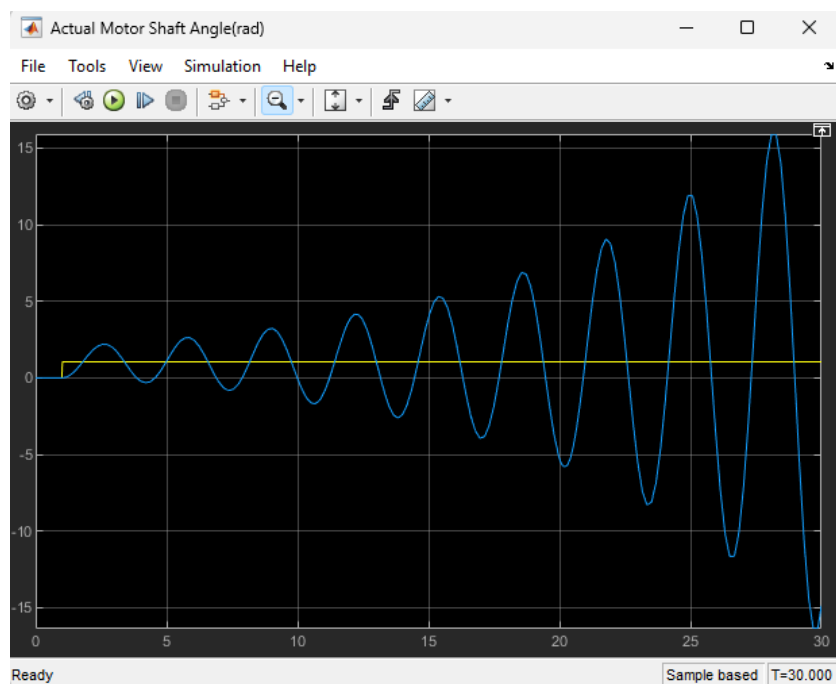 Actual Motor Shaft Angle(rad)
File Tools View Simulation Help
15
10
5
0
-5
-10
-15
0 5 10 15 20 25 30
Ready Sample based T=30.000